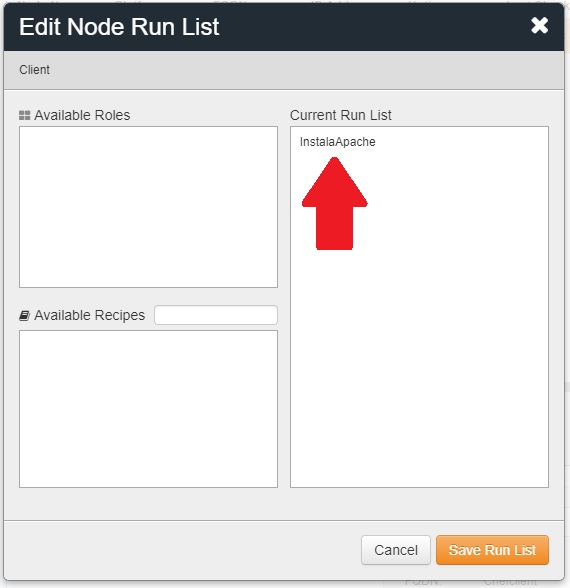 Edit Node Run List
Client
Available Roles
Current Run List
InstalaApache
Available Recipes
Cancel
Save Run List